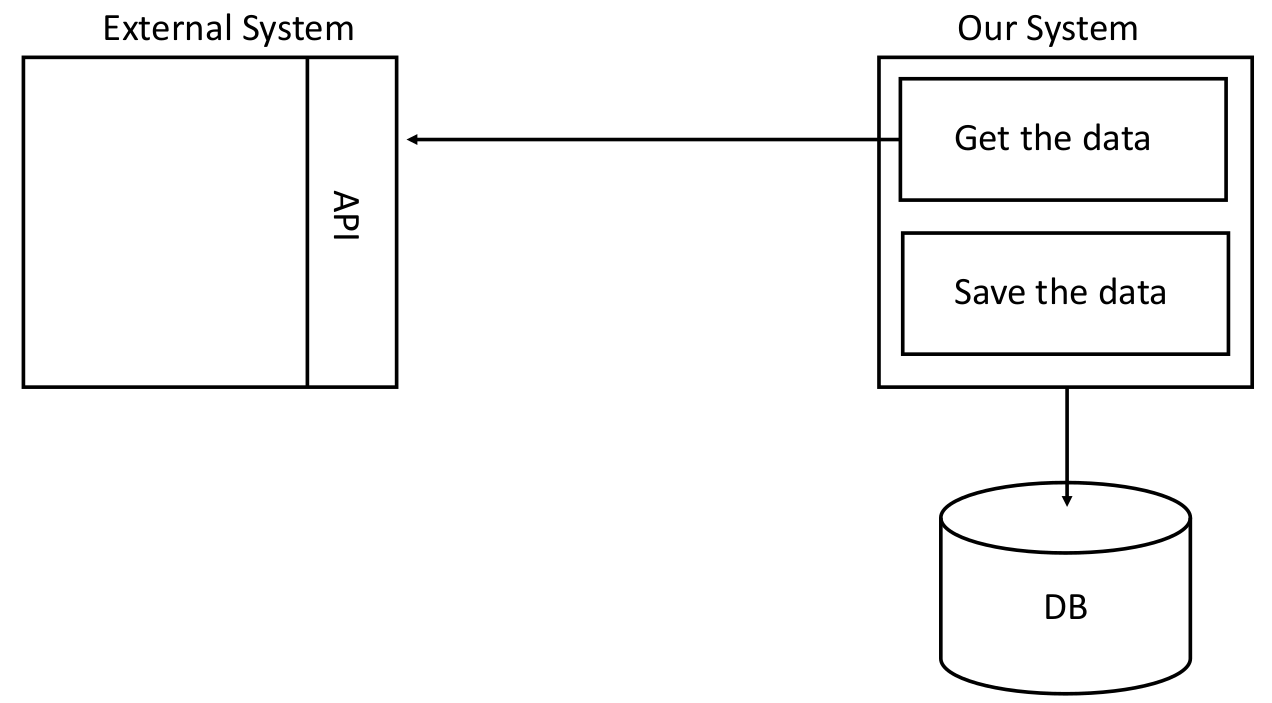 External System
Our System
Get the data
API
Save the data
DB